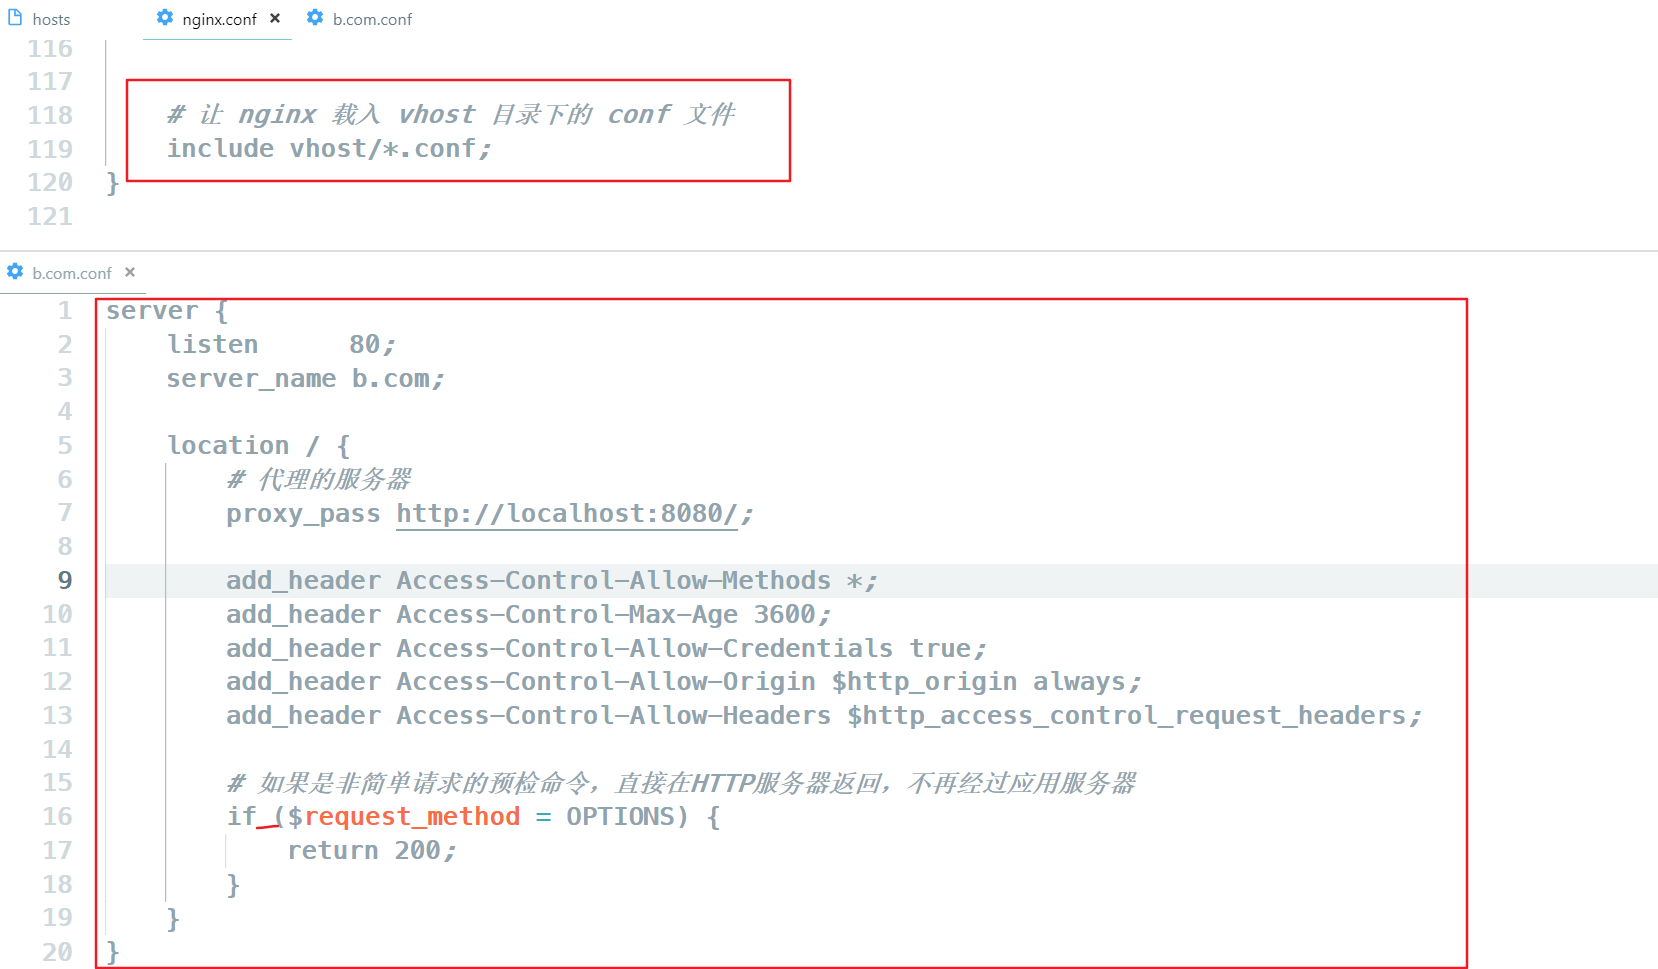 hosts nginx.conf × b.com.conf
116
117
118 # 让 nginx 载入 vhost 目录下的 conf 文件
119 include vhost/*.conf;
120 }
121
b.com.conf ×
1 server {
2 listen 80;
3 server_name b.com;
4
5 location / {
6 # 代理的服务器
7 proxy_pass http://localhost:8080/;
8
9 add_header Access-Control-Allow-Methods *;
10 add_header Access-Control-Max-Age 3600;
11 add_header Access-Control-Allow-Credentials true;
12 add_header Access-Control-Allow-Origin $http_origin always;
13 add_header Access-Control-Allow-Headers $http_access_control_request_headers;
14
15 # 如果是非简单请求的预检命令，直接在HTTP服务器返回，不再经过应用服务器
16 if ($request_method = OPTIONS) {
17 return 200;
18 }
19 }
20 }